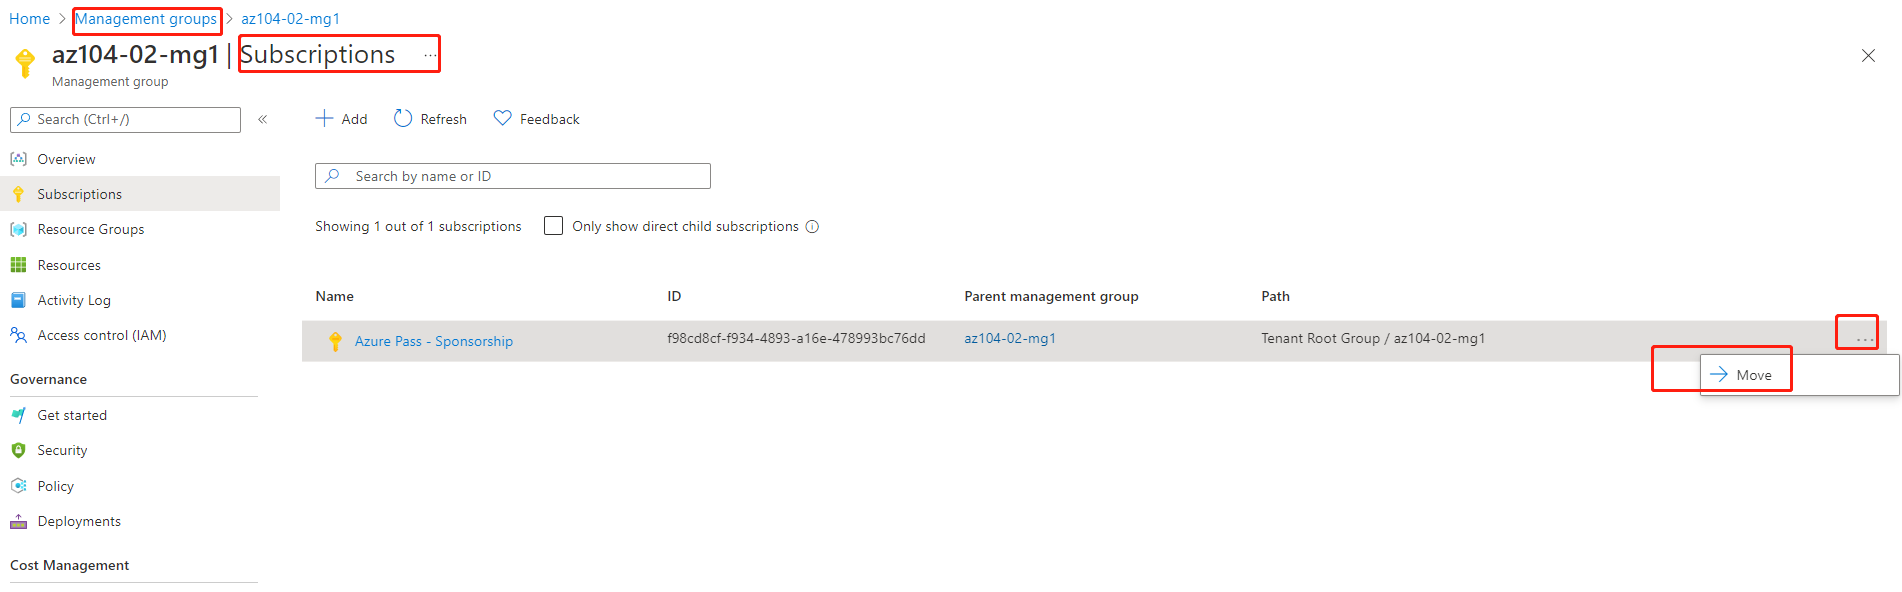 Home > Management groups > az104-02-mg1
az104-02-mg1 | Subscriptions ...
Management group
Search (Ctrl+/) «
Add Refresh Feedback
Overview
Search by name or ID
Subscriptions
Showing 1 out of 1 subscriptions Only show direct child subscriptions
Resource Groups
Resources
Activity Log
Name ID Parent management group Path
Access control (IAM)
Azure Pass - Sponsorship f98cd8cf-f934-4893-a16e-478993bc76dd az104-02-mg1 Tenant Root Group / az104-02-mg1 ...
Move
Governance
Get started
Security
Policy
Deployments
Cost Management